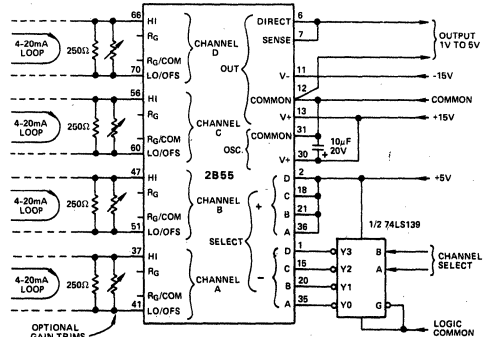 66
HI
4-20mA
LOOP
250Ω
RG
CHANNEL
D
RG/COM
70
LO/OFS
56
HI
4-20mA
LOOP
250Ω
RG
CHANNEL
C
RG/COM
60
LO/OFS
47
HI
4-20mA
LOOP
250Ω
RG
CHANNEL
B
RG/COM
51
LO/OFS
37
HI
4-20mA
LOOP
250Ω
RG
CHANNEL
A
RG/COM
41
LO/OFS
OPTIONAL
GAIN TRIMS
2B55
DIRECT
6
SENSE
7
OUT
V-
11
12
COMMON
V+
13
COMMON
31
OSC.
V+
30
10µF
20V
+
OUTPUT
1V TO 5V
-15V
COMMON
+15V
+5V
SELECT
+
D
2
C
18
B
21
A
36
-
D
1
C
15
B
20
A
35
1/2 74LS139
Y3
B
Y2
A
Y1
Y0
G
CHANNEL
SELECT
LOGIC
COMMON